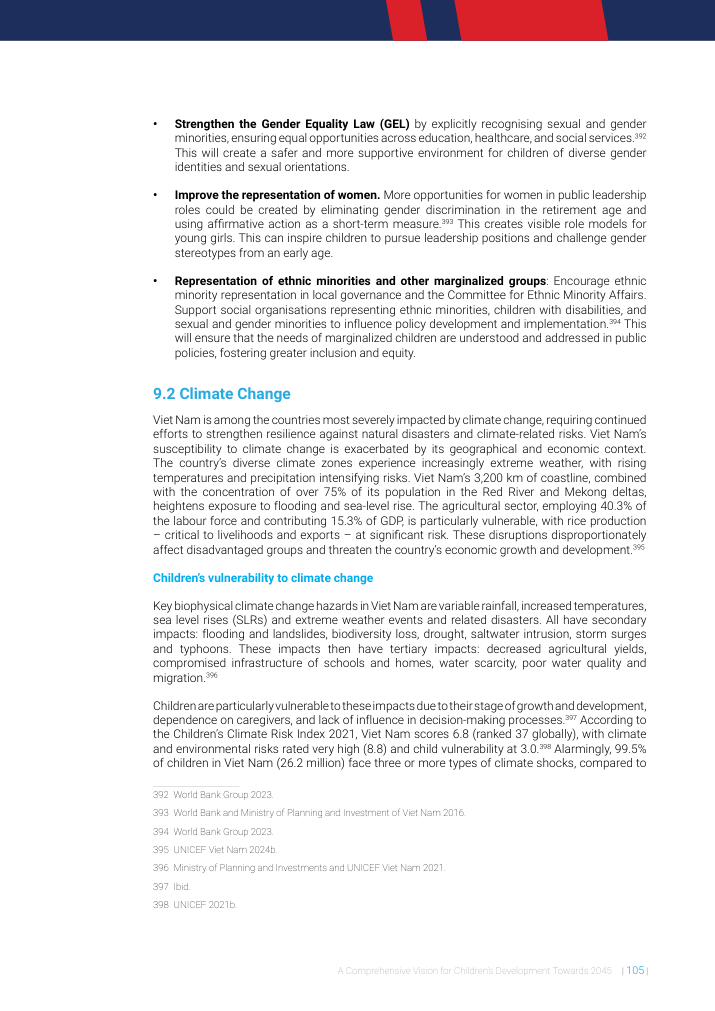 • Strengthen the Gender Equality Law (GEL) by explicitly recognising sexual and gender
minorities, ensuring equal opportunities across education, healthcare, and social services.392
This will create a safer and more supportive environment for children of diverse gender
identities and sexual orientations.
• Improve the representation of women. More opportunities for women in public leadership
roles could be created by eliminating gender discrimination in the retirement age and
using affirmative action as a short-term measure.393 This creates visible role models for
young girls. This can inspire children to pursue leadership positions and challenge gender
stereotypes from an early age.
• Representation of ethnic minorities and other marginalized groups: Encourage ethnic
minority representation in local governance and the Committee for Ethnic Minority Affairs.
Support social organisations representing ethnic minorities, children with disabilities, and
sexual and gender minorities to influence policy development and implementation.394 This
will ensure that the needs of marginalized children are understood and addressed in public
policies, fostering greater inclusion and equity.
9.2 Climate Change
Viet Nam is among the countries most severely impacted by climate change, requiring continued
efforts to strengthen resilience against natural disasters and climate-related risks. Viet Nam's
susceptibility to climate change is exacerbated by its geographical and economic context.
The country's diverse climate zones experience increasingly extreme weather, with rising
temperatures and precipitation intensifying risks. Viet Nam's 3,200 km of coastline, combined
with the concentration of over 75% of its population in the Red River and Mekong deltas,
heightens exposure to flooding and sea-level rise. The agricultural sector, employing 40.3% of
the labour force and contributing 15.3% of GDP, is particularly vulnerable, with rice production
– critical to livelihoods and exports – at significant risk. These disruptions disproportionately
affect disadvantaged groups and threaten the country's economic growth and development.395
Children's vulnerability to climate change
Key biophysical climate change hazards in Viet Nam are variable rainfall, increased temperatures,
sea level rises (SLRs) and extreme weather events and related disasters. All have secondary
impacts: flooding and landslides, biodiversity loss, drought, saltwater intrusion, storm surges
and typhoons. These impacts then have tertiary impacts: decreased agricultural yields,
compromised infrastructure of schools and homes, water scarcity, poor water quality and
migration.396
Children are particularly vulnerable to these impacts due to their stage of growth and development,
dependence on caregivers, and lack of influence in decision-making processes.397 According to
the Children's Climate Risk Index 2021, Viet Nam scores 6.8 (ranked 37 globally), with climate
and environmental risks rated very high (8.8) and child vulnerability at 3.0.398 Alarmingly, 99.5%
of children in Viet Nam (26.2 million) face three or more types of climate shocks, compared to
392 World Bank Group 2023.
393 World Bank and Ministry of Planning and Investment of Viet Nam 2016.
394 World Bank Group 2023.
395 UNICEF Viet Nam 2024b.
396 Ministry of Planning and Investments and UNICEF Viet Nam 2021.
397 Ibid.
398 UNICEF 2021b.
A Comprehensive Vision for Children's Development Towards 2045 | 105 |